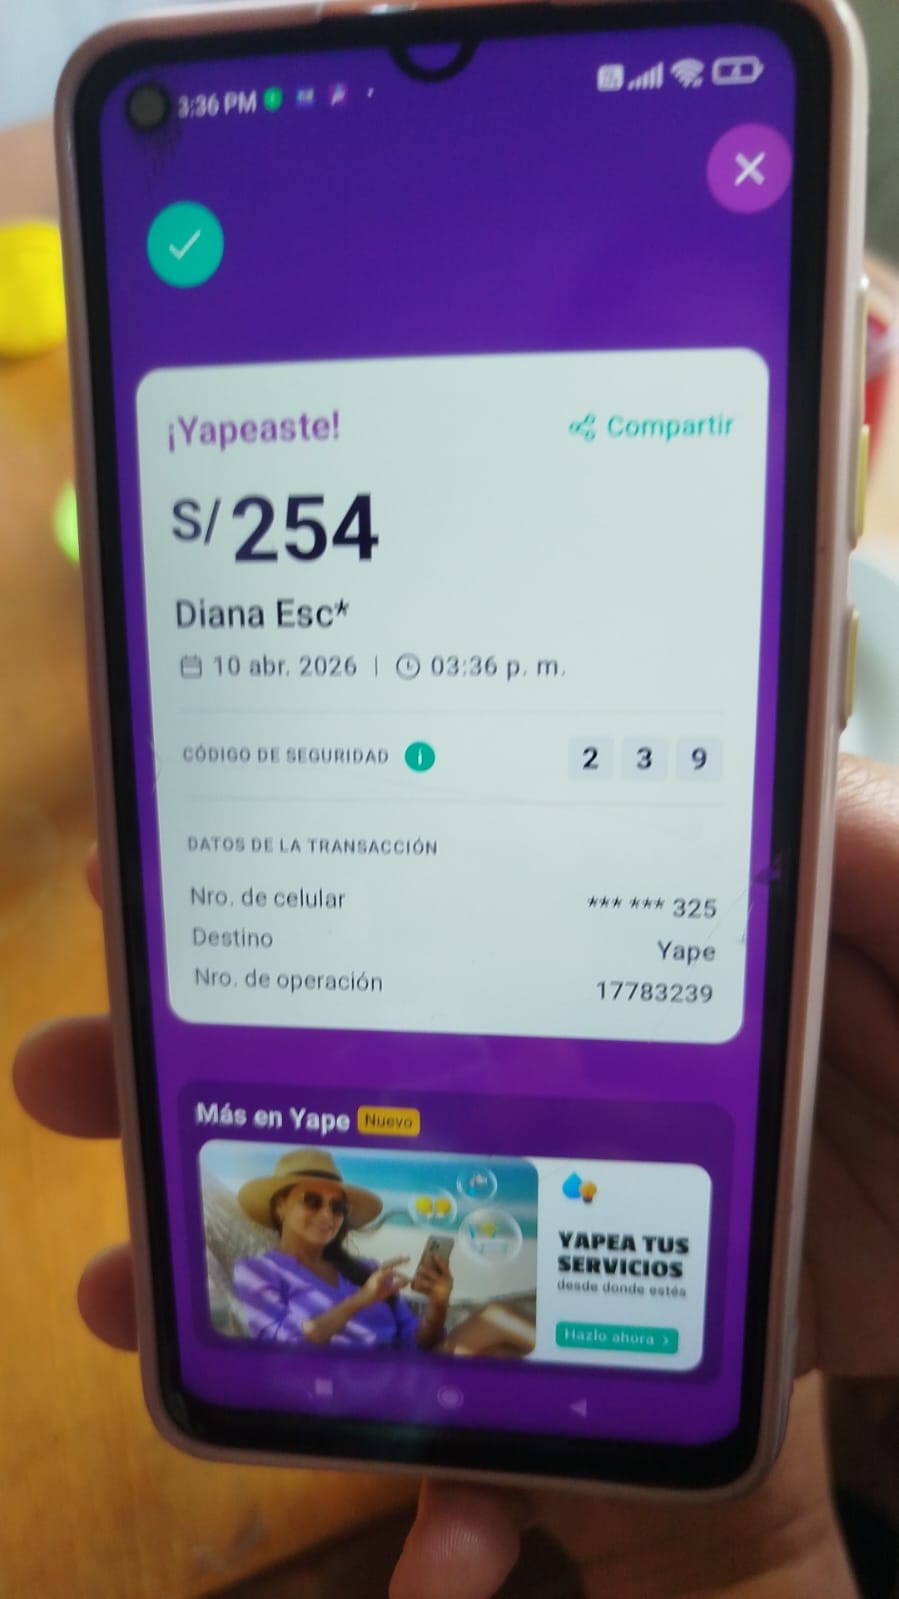 3:36 PM
¡Yapeaste!
Compartir
S/ 254
Diana Esc*
10 abr. 2026 | 03:36 p. m.
CÓDIGO DE SEGURIDAD
2 3 9
DATOS DE LA TRANSACCIÓN
Nro. de celular *** *** 325
Destino Yape
Nro. de operación 17783239
Más en Yape Nuevo
YAPEA TUS
SERVICIOS
desde donde estés
Hazlo ahora >